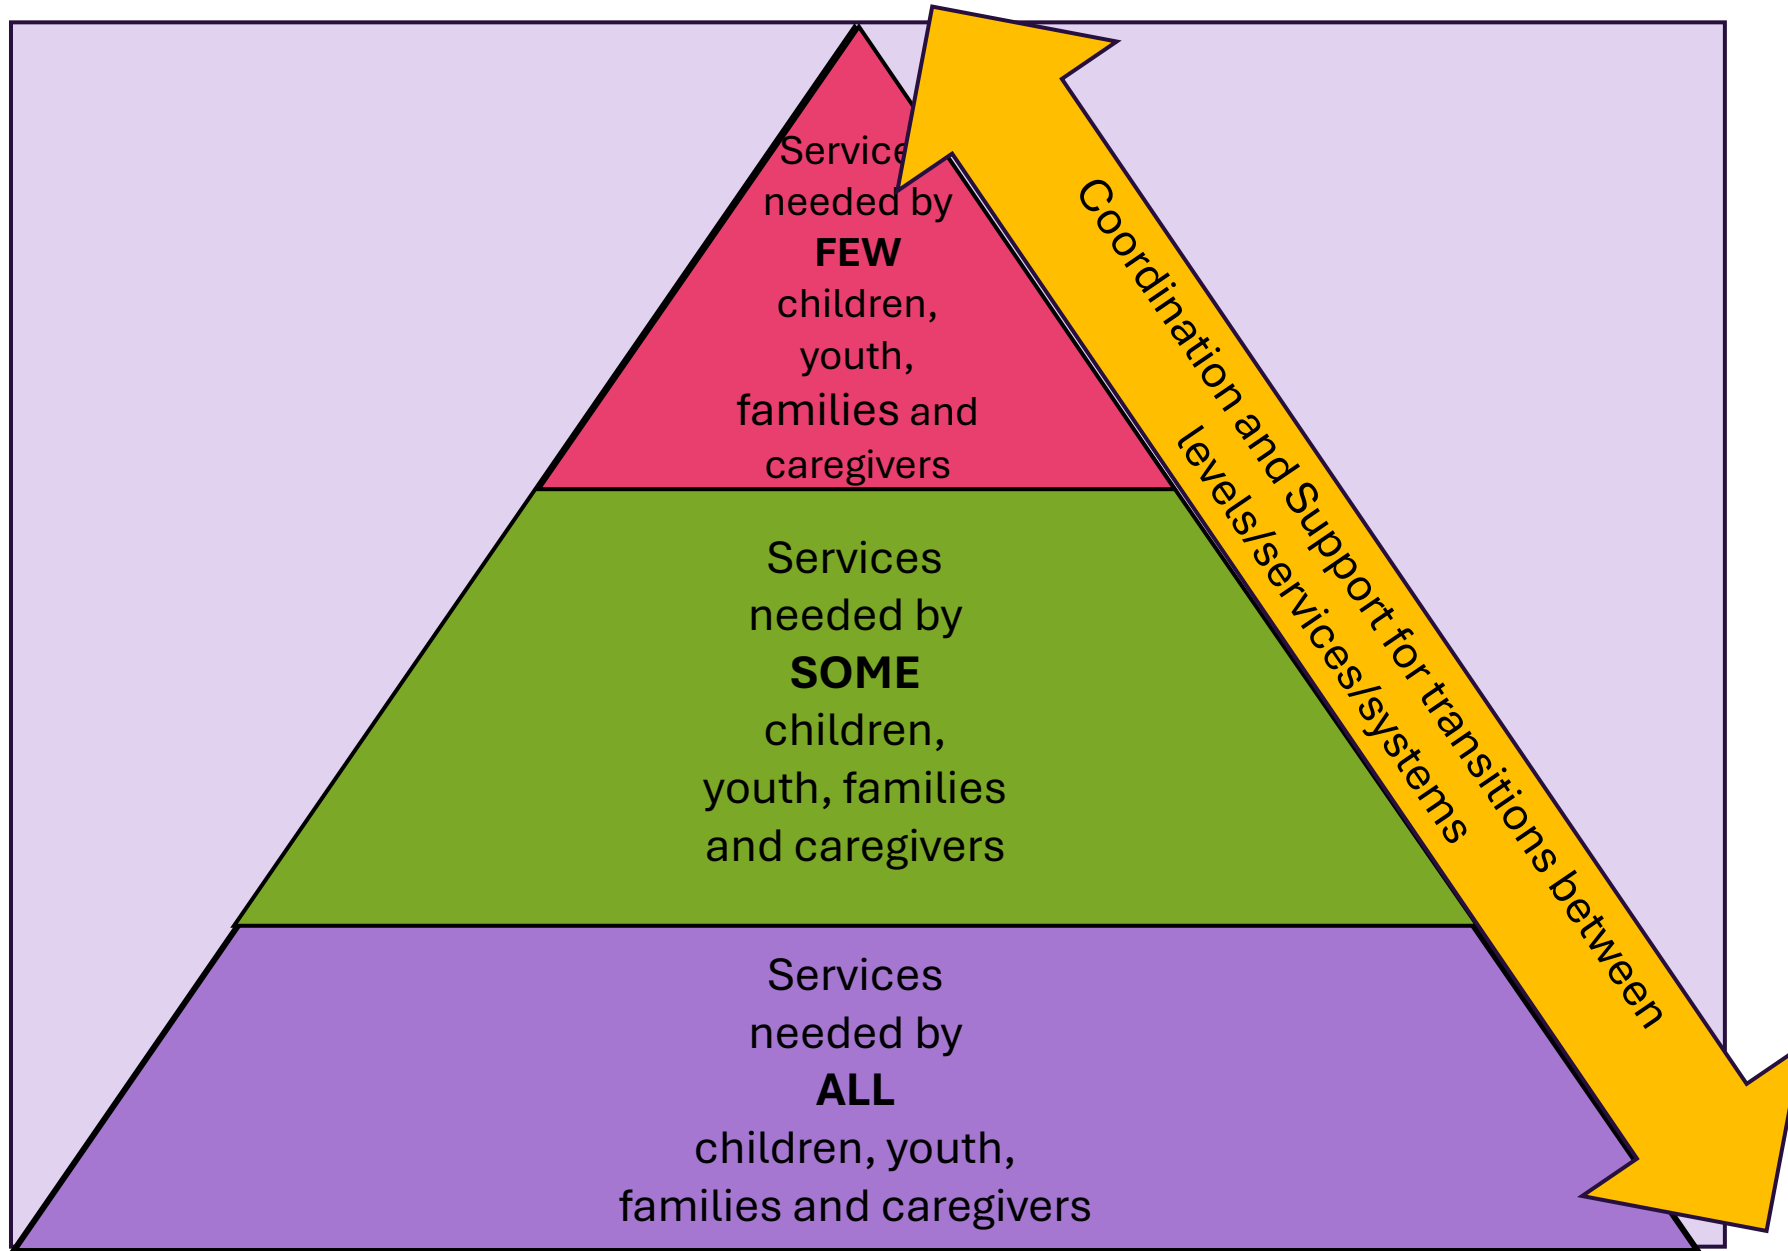 Service
needed by
FEW
children,
youth,
families and
caregivers
Services
needed by
SOME
children,
youth, families
and caregivers
Services
needed by
ALL
children, youth,
families and caregivers
Coordination and Support for transitions between
levels/services/systems